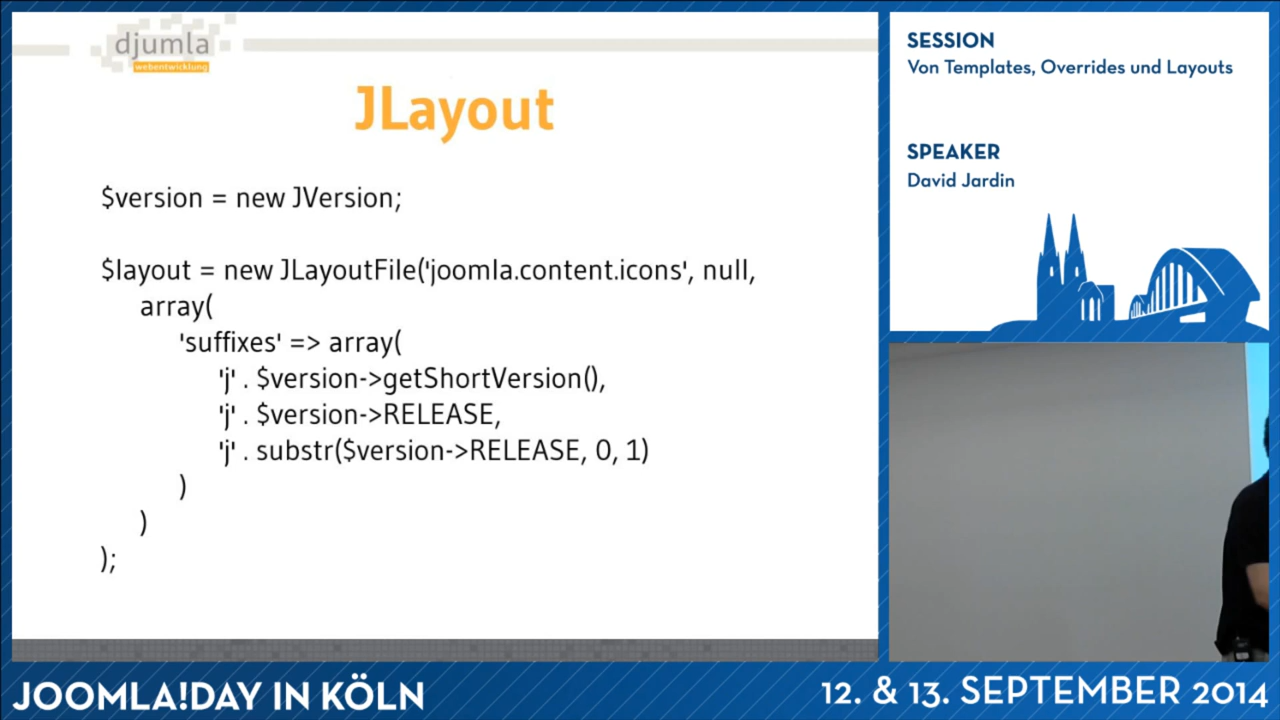 djumla
webentwicklung
JLayout
$version = new JVersion;
$layout = new JLayoutFile('joomla.content.icons', null,
array(
'suffixes' => array(
'j' . $version->getShortVersion(),
'j' . $version->RELEASE,
'j' . substr($version->RELEASE, 0, 1)
)
)
);
SESSION
Von Templates, Overrides und Layouts
SPEAKER
David Jardin
JOOMLA!DAY IN KÖLN
12. & 13. SEPTEMBER 2014